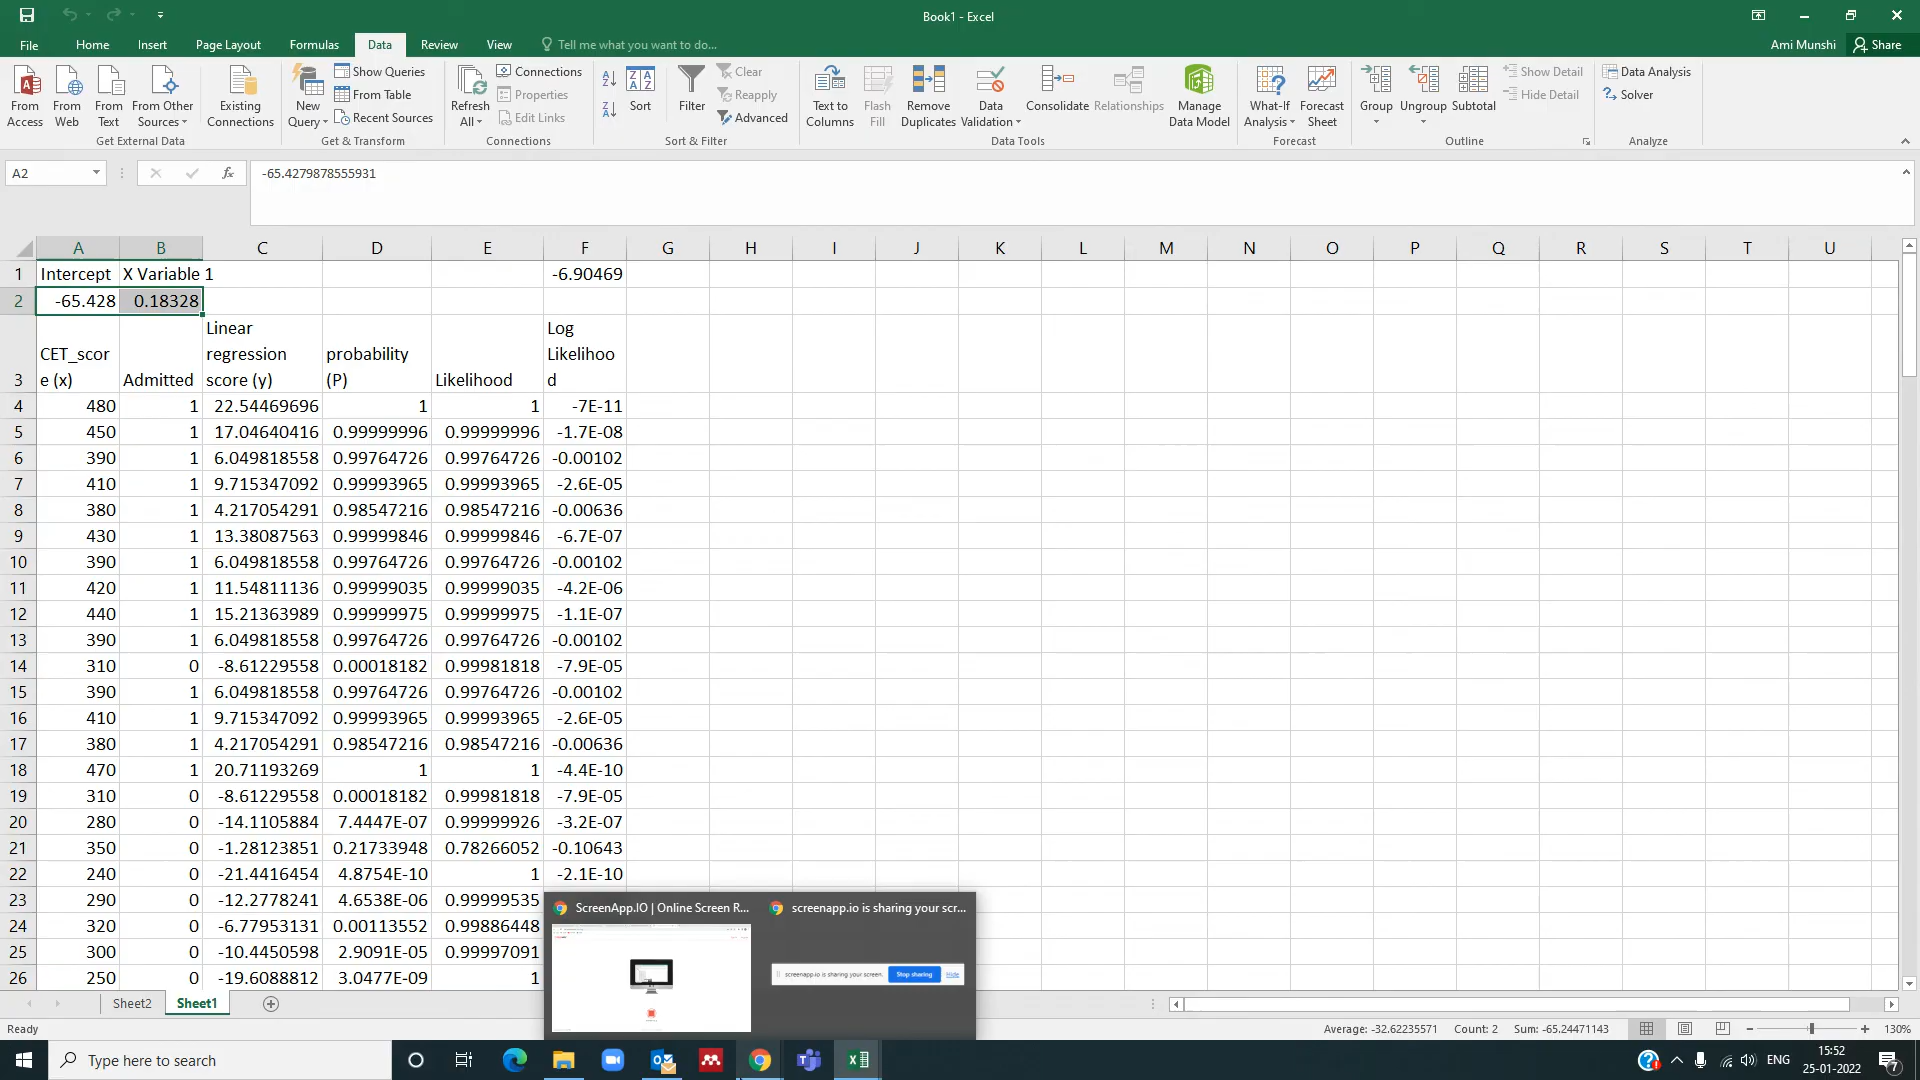 Book1 - Excel
File Home Insert Page Layout Formulas Data Review View Tell me what you want to do... Ami Munshi Share
From Access
From Web
From Text
From Other Sources
Existing Connections
Get External Data
New Query
Show Queries
From Table
Recent Sources
Get & Transform
Refresh All
Connections
Properties
Edit Links
Connections
Sort
Filter
Clear
Reapply
Advanced
Sort & Filter
Text to Columns
Flash Fill
Remove Duplicates
Data Validation
Consolidate
Relationships
Manage Data Model
Data Tools
What-If Analysis
Forecast Sheet
Forecast
Group
Ungroup
Subtotal
Show Detail
Hide Detail
Outline
Data Analysis
Solver
Analyze
A2 fx -65.4279878555931
A B C D E F G H I J K L M N O P Q R S T U
1 Intercept X Variable 1 -6.90469
2 -65.428 0.18328
3 CET_score (x) Admitted Linear regression score (y) probability (P) Likelihood Log Likelihood
4 480 1 22.54469696 1 1 -7E-11
5 450 1 17.04640416 0.99999996 0.99999996 -1.7E-08
6 390 1 6.049818558 0.99764726 0.99764726 -0.00102
7 410 1 9.715347092 0.99993965 0.99993965 -2.6E-05
8 380 1 4.217054291 0.98547216 0.98547216 -0.00636
9 430 1 13.38087563 0.99999846 0.99999846 -6.7E-07
10 390 1 6.049818558 0.99764726 0.99764726 -0.00102
11 420 1 11.54811136 0.99999035 0.99999035 -4.2E-06
12 440 1 15.21363989 0.99999975 0.99999975 -1.1E-07
13 390 1 6.049818558 0.99764726 0.99764726 -0.00102
14 310 0 -8.61229558 0.00018182 0.99981818 -7.9E-05
15 390 1 6.049818558 0.99764726 0.99764726 -0.00102
16 410 1 9.715347092 0.99993965 0.99993965 -2.6E-05
17 380 1 4.217054291 0.98547216 0.98547216 -0.00636
18 470 1 20.71193269 1 1 -4.4E-10
19 310 0 -8.61229558 0.00018182 0.99981818 -7.9E-05
20 280 0 -14.1105884 7.4447E-07 0.99999926 -3.2E-07
21 350 0 -1.28123851 0.21733948 0.78266052 -0.10643
22 240 0 -21.4416454 4.8754E-10 1 -2.1E-10
23 290 0 -12.2778241 4.6538E-06 0.99999535
24 320 0 -6.77953131 0.00113552 0.99886448
25 300 0 -10.4450598 2.9091E-05 0.99997091
26 250 0 -19.6088812 3.0477E-09 1
ScreenApp.IO | Online Screen R... screenapp.io is sharing your scr...
screenapp.io is sharing your screen. Stop sharing Hide
Sheet2 Sheet1
Ready Average: -32.62235571 Count: 2 Sum: -65.24471143 130%
Type here to search
ENG
15:52
25-01-2022
7